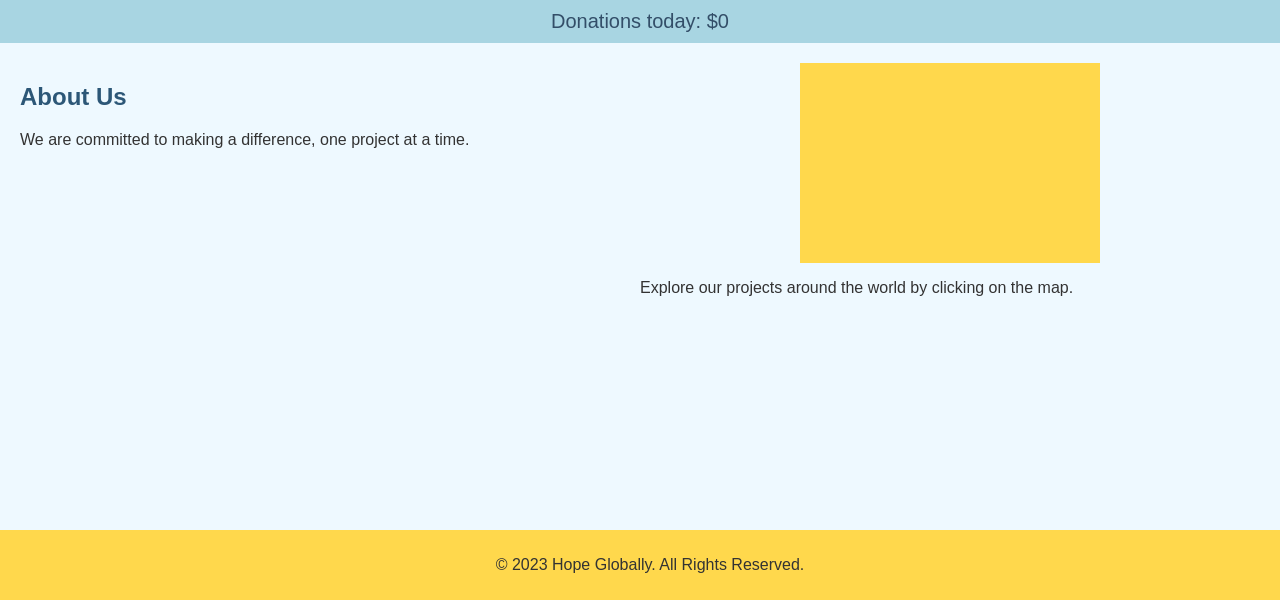 Donations today: $0
About Us
We are committed to making a difference, one project at a time.
Explore our projects around the world by clicking on the map.
© 2023 Hope Globally. All Rights Reserved.